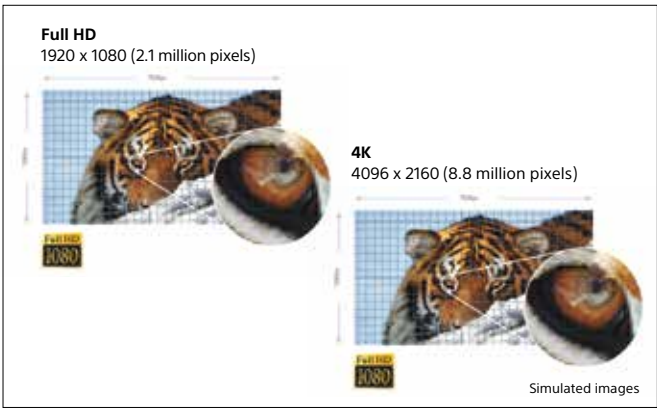 Full HD
1920 x 1080 (2.1 million pixels)
4K
4096 x 2160 (8.8 million pixels)
Full HD
1080
Full HD
1080
Simulated images